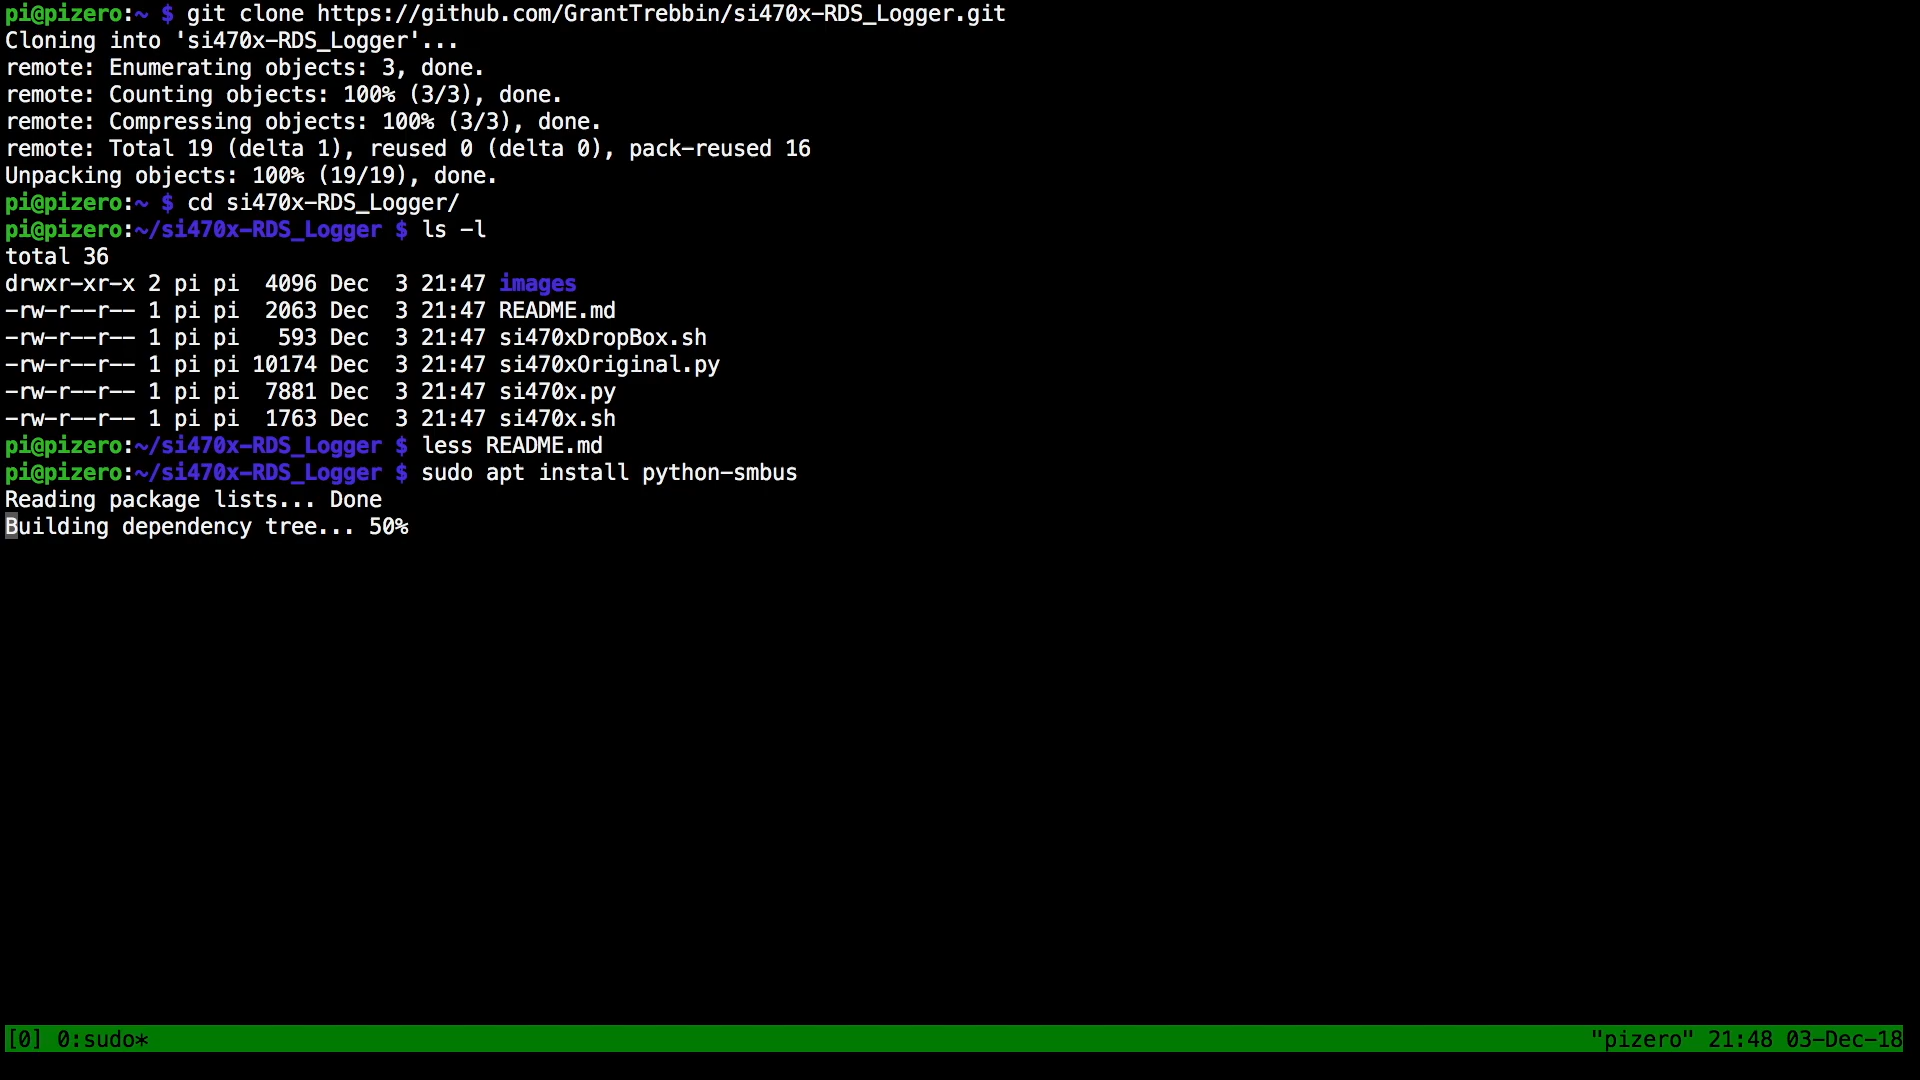 pi@pizero:~ $ git clone https://github.com/GrantTrebbin/si470x-RDS_Logger.git
Cloning into 'si470x-RDS_Logger'...
remote: Enumerating objects: 3, done.
remote: Counting objects: 100% (3/3), done.
remote: Compressing objects: 100% (3/3), done.
remote: Total 19 (delta 1), reused 0 (delta 0), pack-reused 16
Unpacking objects: 100% (19/19), done.
pi@pizero:~ $ cd si470x-RDS_Logger/
pi@pizero:~/si470x-RDS_Logger $ ls -l
total 36
drwxr-xr-x 2 pi pi  4096 Dec  3 21:47 images
-rw-r--r-- 1 pi pi  2063 Dec  3 21:47 README.md
-rw-r--r-- 1 pi pi   593 Dec  3 21:47 si470xDropBox.sh
-rw-r--r-- 1 pi pi 10174 Dec  3 21:47 si470xOriginal.py
-rw-r--r-- 1 pi pi  7881 Dec  3 21:47 si470x.py
-rw-r--r-- 1 pi pi  1763 Dec  3 21:47 si470x.sh
pi@pizero:~/si470x-RDS_Logger $ less README.md
pi@pizero:~/si470x-RDS_Logger $ sudo apt install python-smbus
Reading package lists... Done
Building dependency tree... 50%
[0] 0:sudo* "pizero" 21:48 03-Dec-18